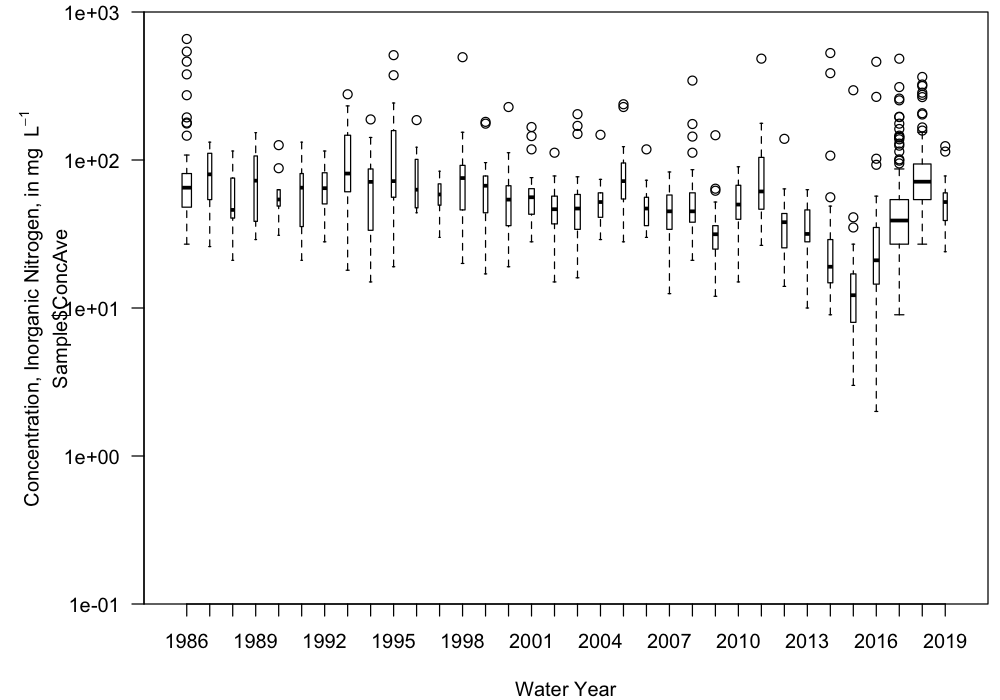 Concentration, Inorganic Nitrogen, in mg L⁻¹
Sample$ConcAve
1e+03
1e+02
1e+01
1e+00
1e-01
1986 1989 1992 1995 1998 2001 2004 2007 2010 2013 2016 2019
Water Year